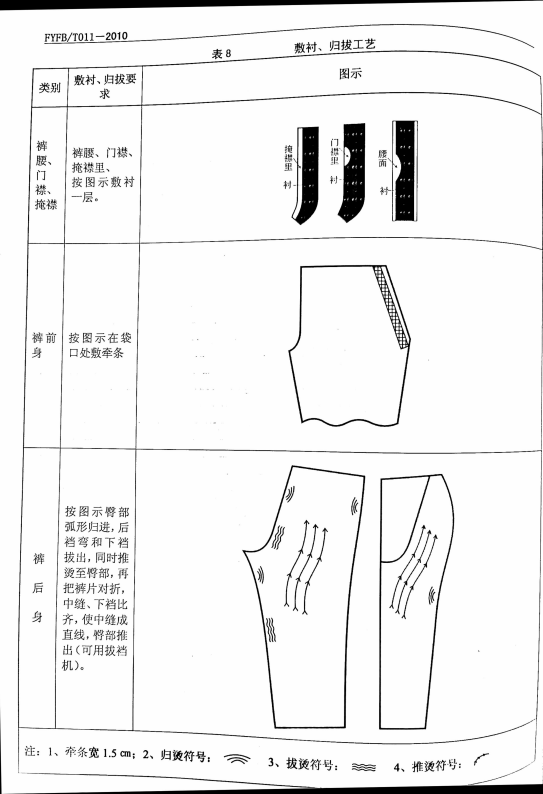 FYFB/T011—2010
表8 敷衬、归拔工艺
类别
敷衬、归拔要
求
图示
裤
腰、
门
襟、
掩襟
裤腰、门襟、
掩襟里、
按图示敷衬
一层。
掩襟里
衬
门襟里
衬
腰面
衬
裤前
身
按图示在袋
口处敷牵条
裤
后
身
按图示臀部
弧形归进,后
裆弯和下裆
拔出,同时推
烫至臀部,再
把裤片对折,
中缝、下裆比
齐,使中缝成
直线,臀部推
出(可用拔裆
机)。
注：1、牵条宽 1.5 cm；2、归烫符号； 3、拔烫符号； 4、推烫符号：